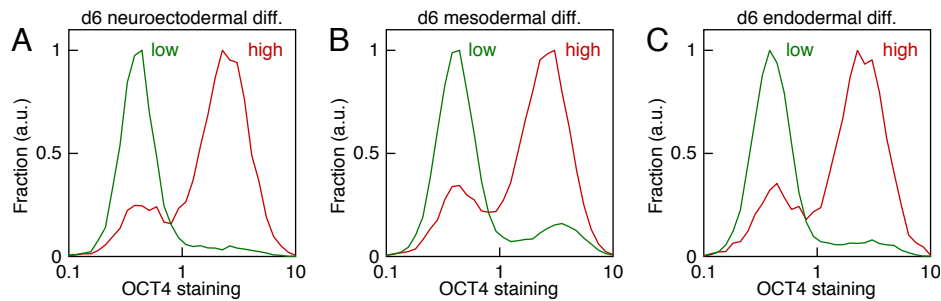 A
d6 neuroectodermal diff.
low
high
1
0.5
0
Fraction (a.u.)
0.1
1
10
OCT4 staining
B
d6 mesodermal diff.
low
high
1
0.5
0
Fraction (a.u.)
0.1
1
10
OCT4 staining
C
d6 endodermal diff.
low
high
1
0.5
0
Fraction (a.u.)
0.1
1
10
OCT4 staining